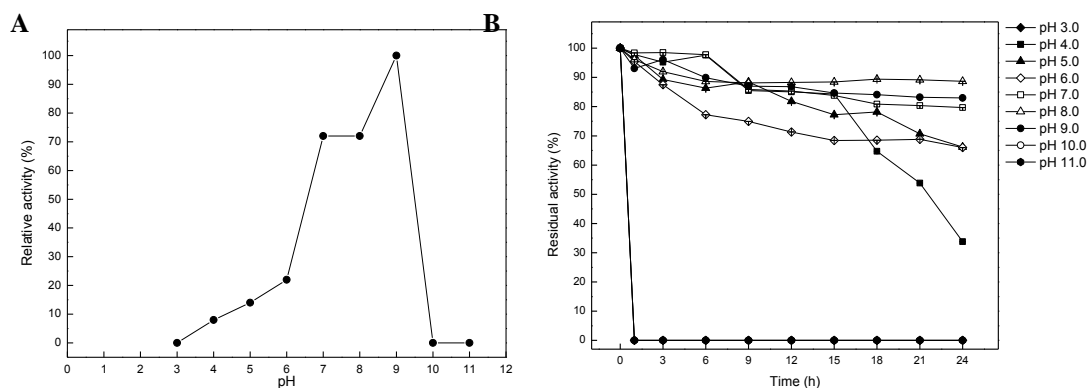 A
Relative activity (%)
100
90
80
70
60
50
40
30
20
10
0
0 1 2 3 4 5 6 7 8 9 10 11 12
pH
B
Residual activity (%)
100
90
80
70
60
50
40
30
20
10
0
0 3 6 9 12 15 18 21 24
Time (h)
pH 3.0
pH 4.0
pH 5.0
pH 6.0
pH 7.0
pH 8.0
pH 9.0
pH 10.0
pH 11.0